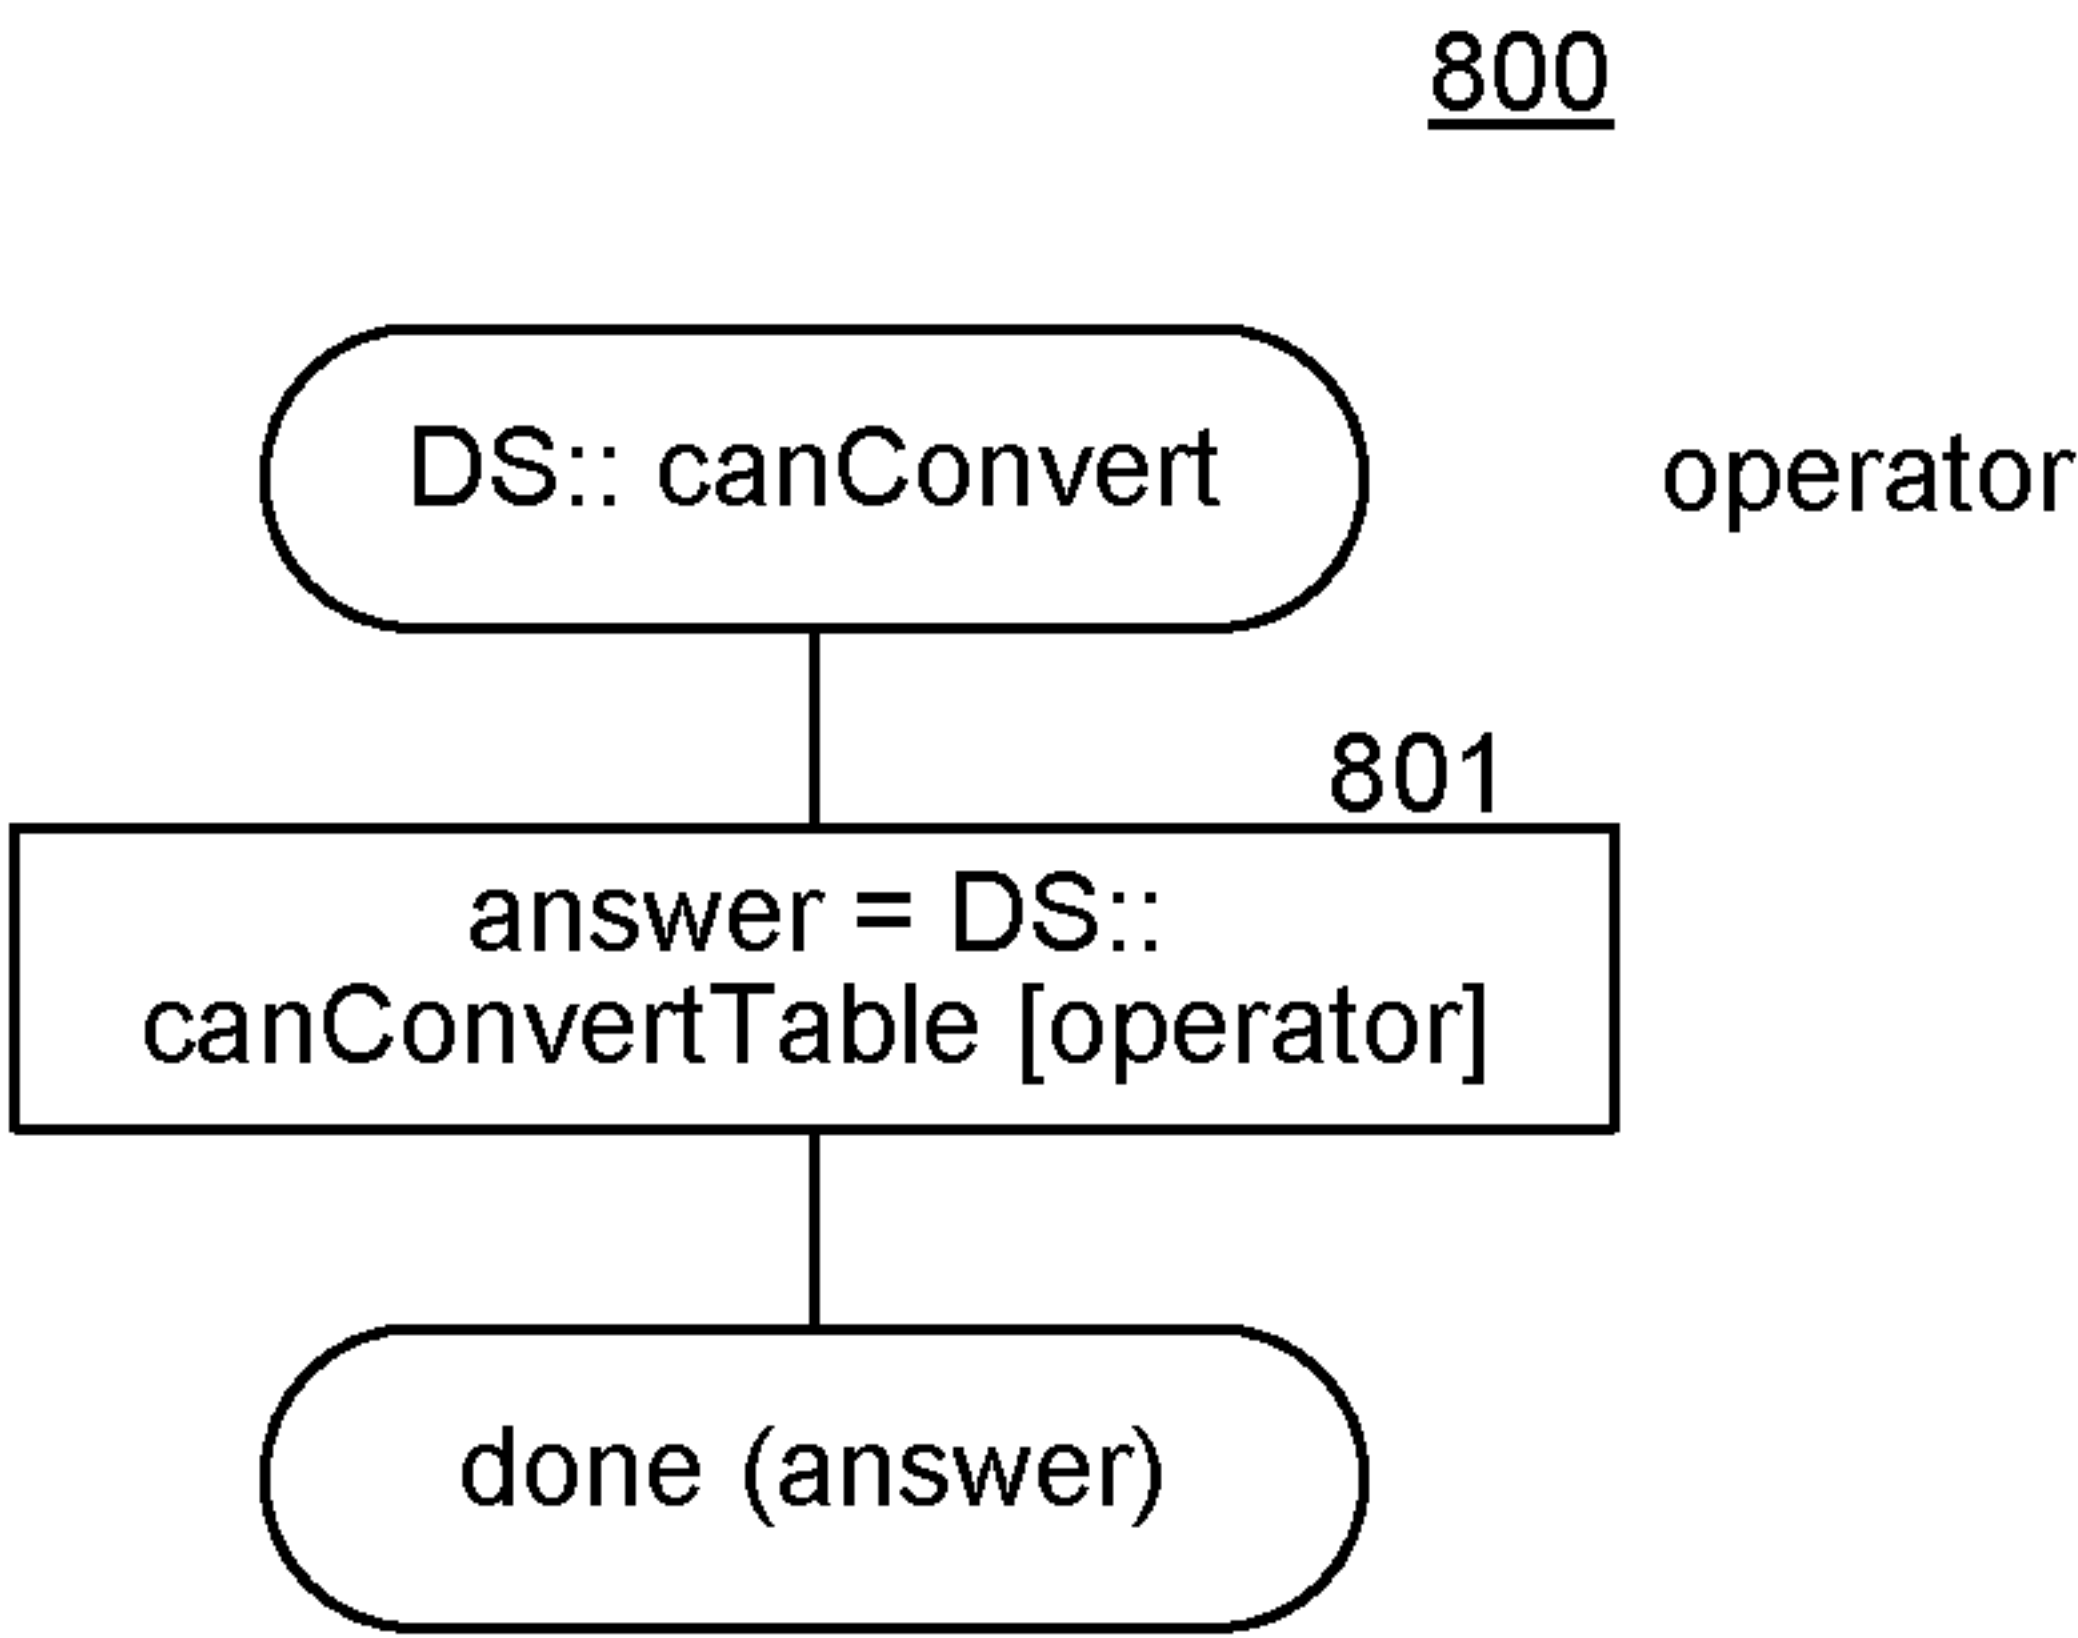 800
DS:: canConvert
operator
801
answer = DS::
canConvertTable [operator]
done (answer)